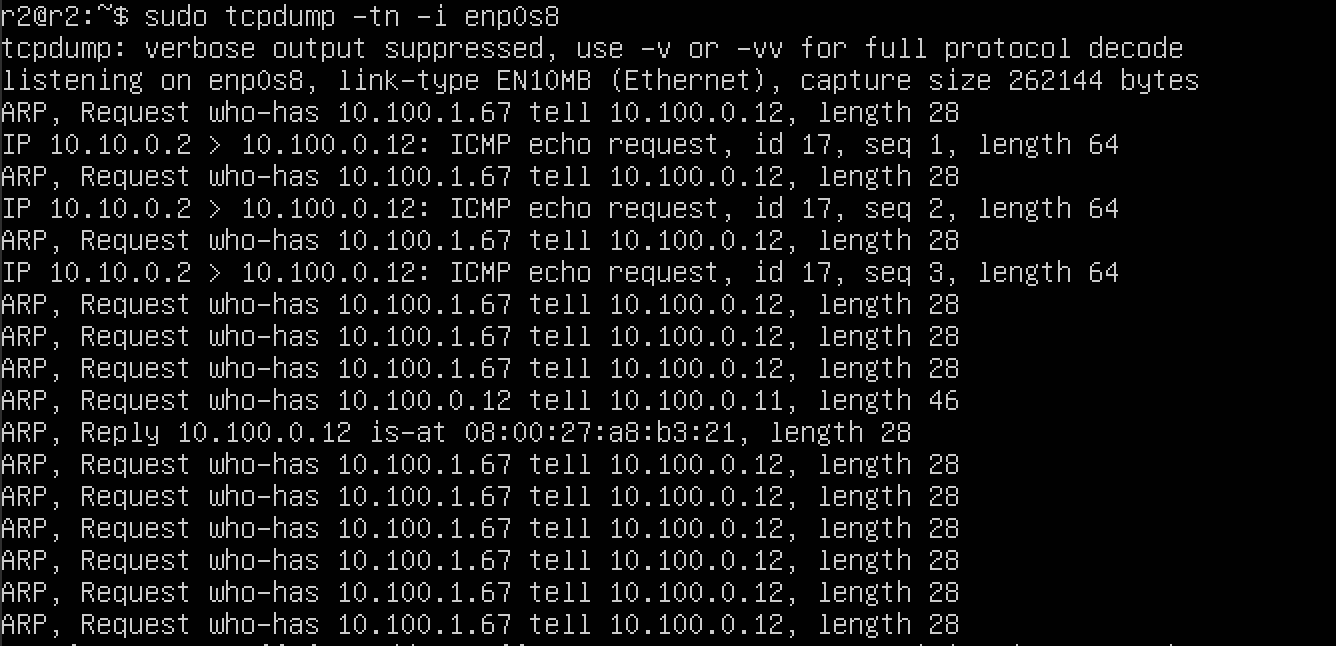 r2@r2:~$ sudo tcpdump -tn -i enp0s8
tcpdump: verbose output suppressed, use -v or -vv for full protocol decode
listening on enp0s8, link-type EN10MB (Ethernet), capture size 262144 bytes
ARP, Request who-has 10.100.1.67 tell 10.100.0.12, length 28
IP 10.10.0.2 > 10.100.0.12: ICMP echo request, id 17, seq 1, length 64
ARP, Request who-has 10.100.1.67 tell 10.100.0.12, length 28
IP 10.10.0.2 > 10.100.0.12: ICMP echo request, id 17, seq 2, length 64
ARP, Request who-has 10.100.1.67 tell 10.100.0.12, length 28
IP 10.10.0.2 > 10.100.0.12: ICMP echo request, id 17, seq 3, length 64
ARP, Request who-has 10.100.1.67 tell 10.100.0.12, length 28
ARP, Request who-has 10.100.1.67 tell 10.100.0.12, length 28
ARP, Request who-has 10.100.1.67 tell 10.100.0.12, length 28
ARP, Request who-has 10.100.0.12 tell 10.100.0.11, length 46
ARP, Reply 10.100.0.12 is-at 08:00:27:a8:b3:21, length 28
ARP, Request who-has 10.100.1.67 tell 10.100.0.12, length 28
ARP, Request who-has 10.100.1.67 tell 10.100.0.12, length 28
ARP, Request who-has 10.100.1.67 tell 10.100.0.12, length 28
ARP, Request who-has 10.100.1.67 tell 10.100.0.12, length 28
ARP, Request who-has 10.100.1.67 tell 10.100.0.12, length 28
ARP, Request who-has 10.100.1.67 tell 10.100.0.12, length 28